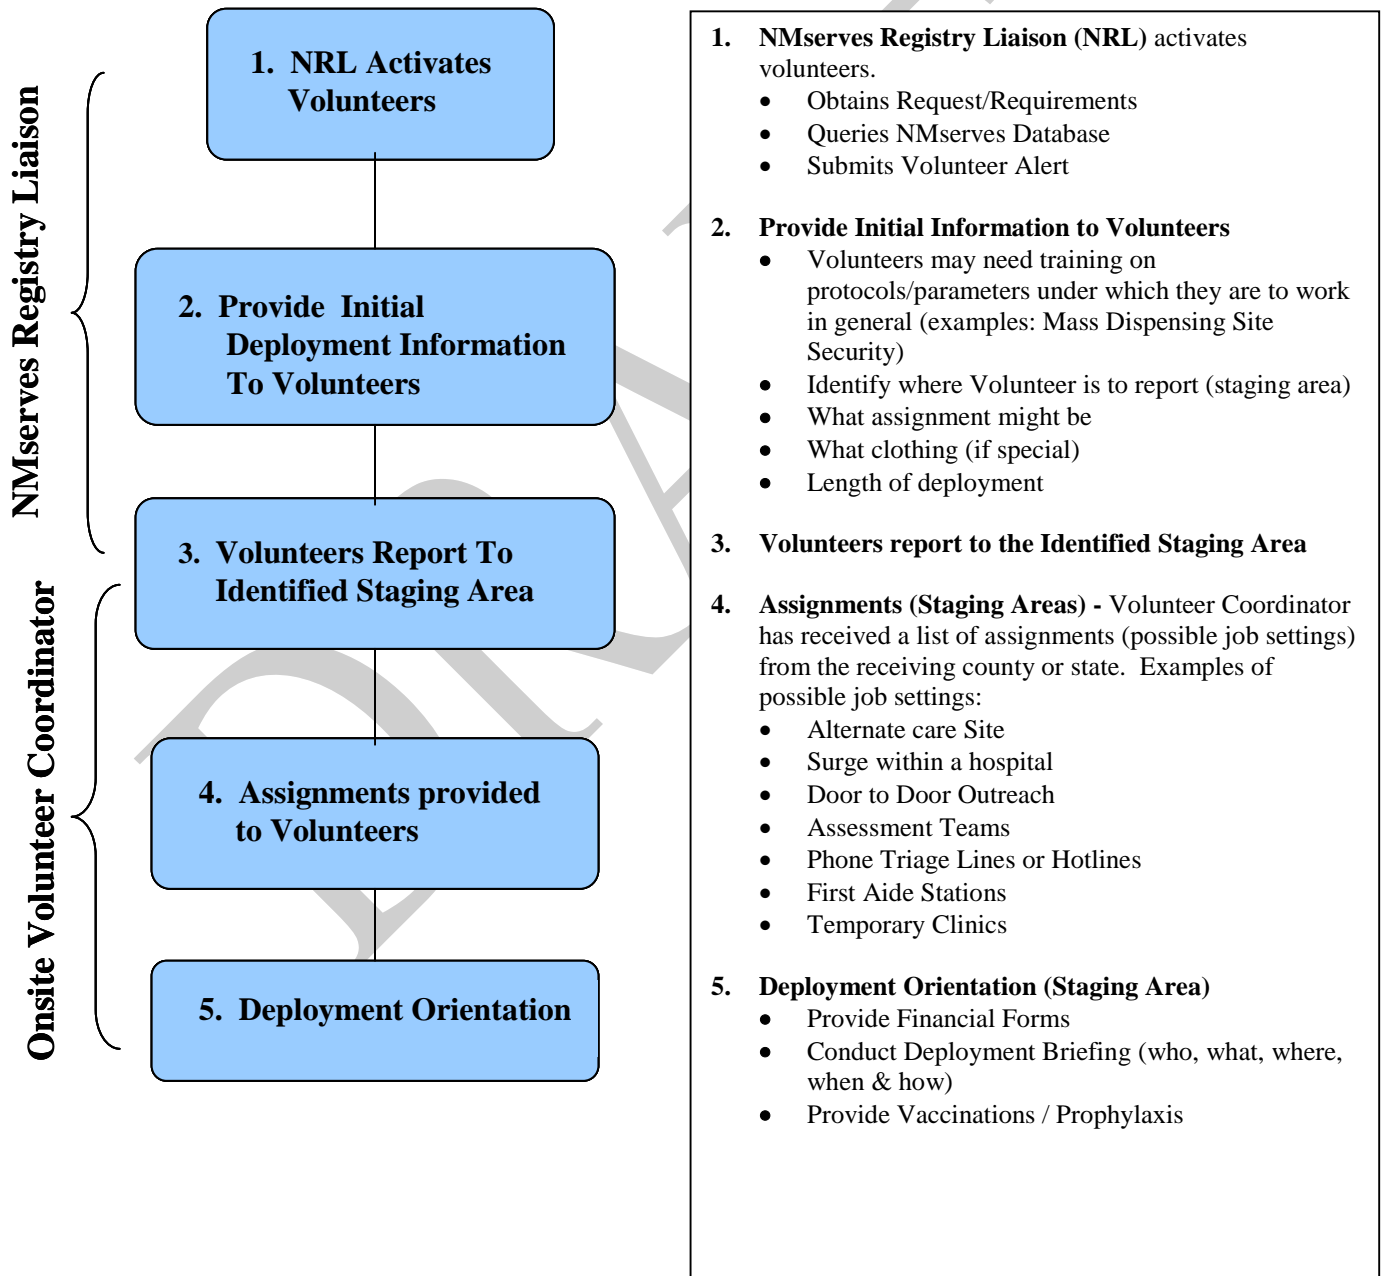 NMserves Registry Liaison
Onsite Volunteer Coordinator
1. NRL Activates
Volunteers
2. Provide Initial
Deployment Information
To Volunteers
3. Volunteers Report To
Identified Staging Area
4. Assignments provided
to Volunteers
5. Deployment Orientation
1. NMserves Registry Liaison (NRL) activates
volunteers.
• Obtains Request/Requirements
• Queries NMserves Database
• Submits Volunteer Alert
2. Provide Initial Information to Volunteers
• Volunteers may need training on
protocols/parameters under which they are to work
in general (examples: Mass Dispensing Site
Security)
• Identify where Volunteer is to report (staging area)
• What assignment might be
• What clothing (if special)
• Length of deployment
3. Volunteers report to the Identified Staging Area
4. Assignments (Staging Areas) - Volunteer Coordinator
has received a list of assignments (possible job settings)
from the receiving county or state. Examples of
possible job settings:
• Alternate care Site
• Surge within a hospital
• Door to Door Outreach
• Assessment Teams
• Phone Triage Lines or Hotlines
• First Aide Stations
• Temporary Clinics
5. Deployment Orientation (Staging Area)
• Provide Financial Forms
• Conduct Deployment Briefing (who, what, where,
when & how)
• Provide Vaccinations / Prophylaxis